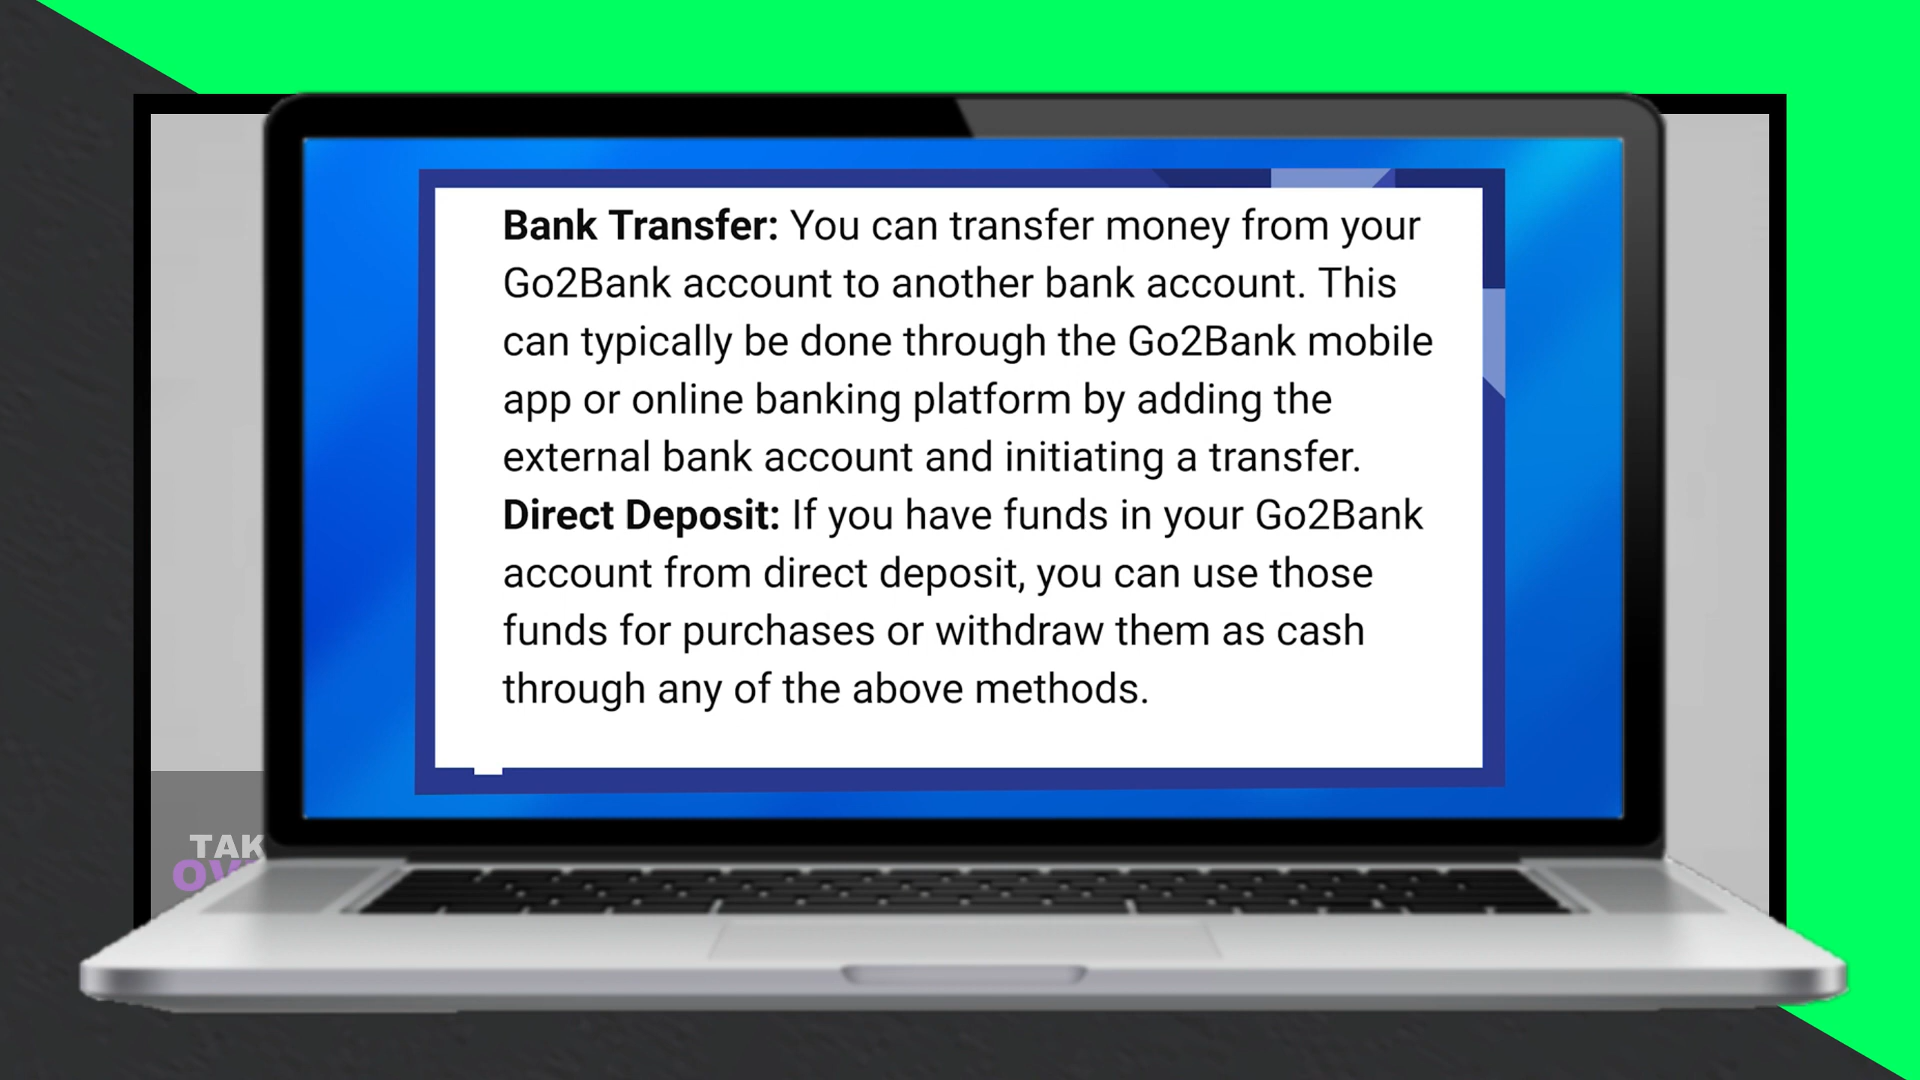 Bank Transfer: You can transfer money from your
Go2Bank account to another bank account. This
can typically be done through the Go2Bank mobile
app or online banking platform by adding the
external bank account and initiating a transfer.
Direct Deposit: If you have funds in your Go2Bank
account from direct deposit, you can use those
funds for purchases or withdraw them as cash
through any of the above methods.
TAK